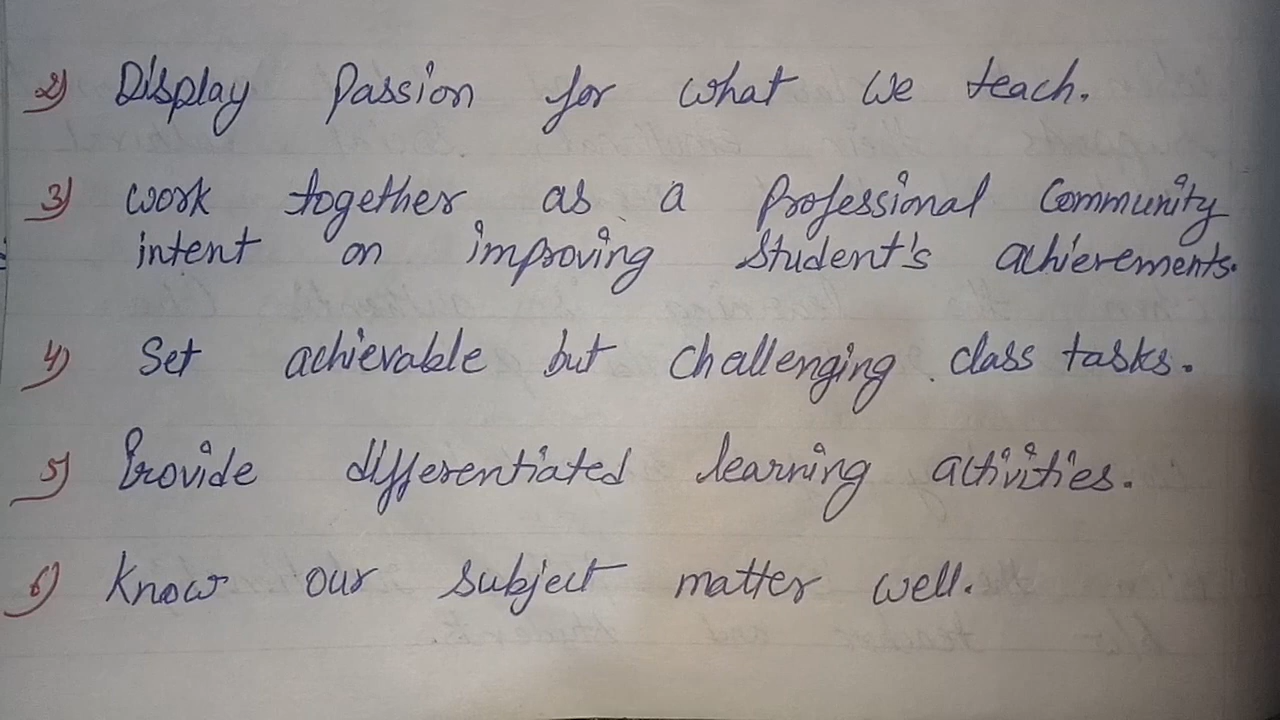 2) Display Passion for what we teach.
3) work together as a Professional Community
intent on improving Student's achievements.
4) Set achievable but challenging class tasks.
5) Provide differentiated learning activities.
6) Know our subject matter well.